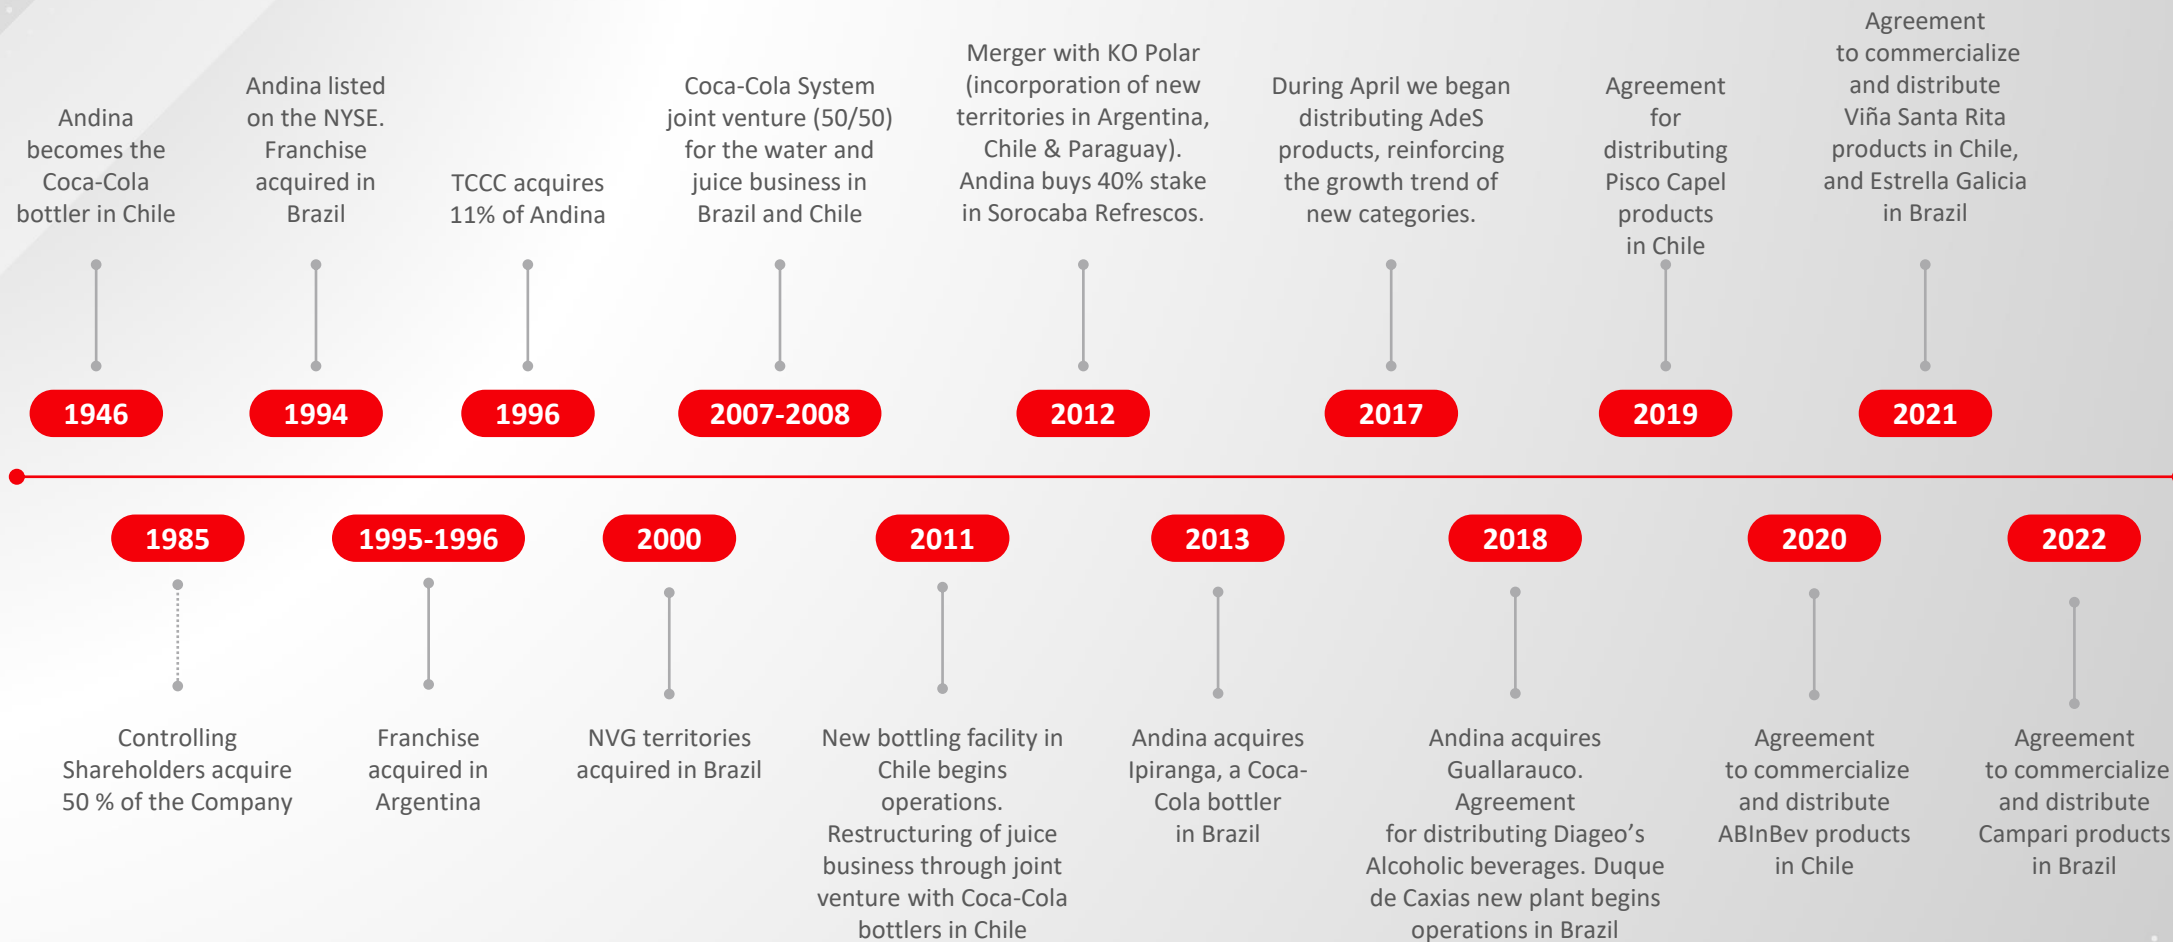 Andina
becomes the
Coca-Cola
bottler in Chile
Andina listed
on the NYSE.
Franchise
acquired in
Brazil
TCCC acquires
11% of Andina
Coca-Cola System
joint venture (50/50)
for the water and
juice business in
Brazil and Chile
Merger with KO Polar
(incorporation of new
territories in Argentina,
Chile & Paraguay).
Andina buys 40% stake
in Sorocaba Refrescos.
During April we began
distributing AdeS
products, reinforcing
the growth trend of
new categories.
Agreement
for
distributing
Pisco Capel
products
in Chile
Agreement
to commercialize
and distribute
Viña Santa Rita
products in Chile,
and Estrella Galicia
in Brazil
1946
1994
1996
2007-2008
2012
2017
2019
2021
1985
1995-1996
2000
2011
2013
2018
2020
2022
Controlling
Shareholders acquire
50 % of the Company
Franchise
acquired in
Argentina
NVG territories
acquired in Brazil
New bottling facility in
Chile begins
operations.
Restructuring of juice
business through joint
venture with Coca-Cola
bottlers in Chile
Andina acquires
Ipiranga, a Coca-
Cola bottler
in Brazil
Andina acquires
Guallarauco.
Agreement
for distributing Diageo’s
Alcoholic beverages. Duque
de Caxias new plant begins
operations in Brazil
Agreement
to commercialize
and distribute
ABInBev products
in Chile
Agreement
to commercialize
and distribute
Campari products
in Brazil